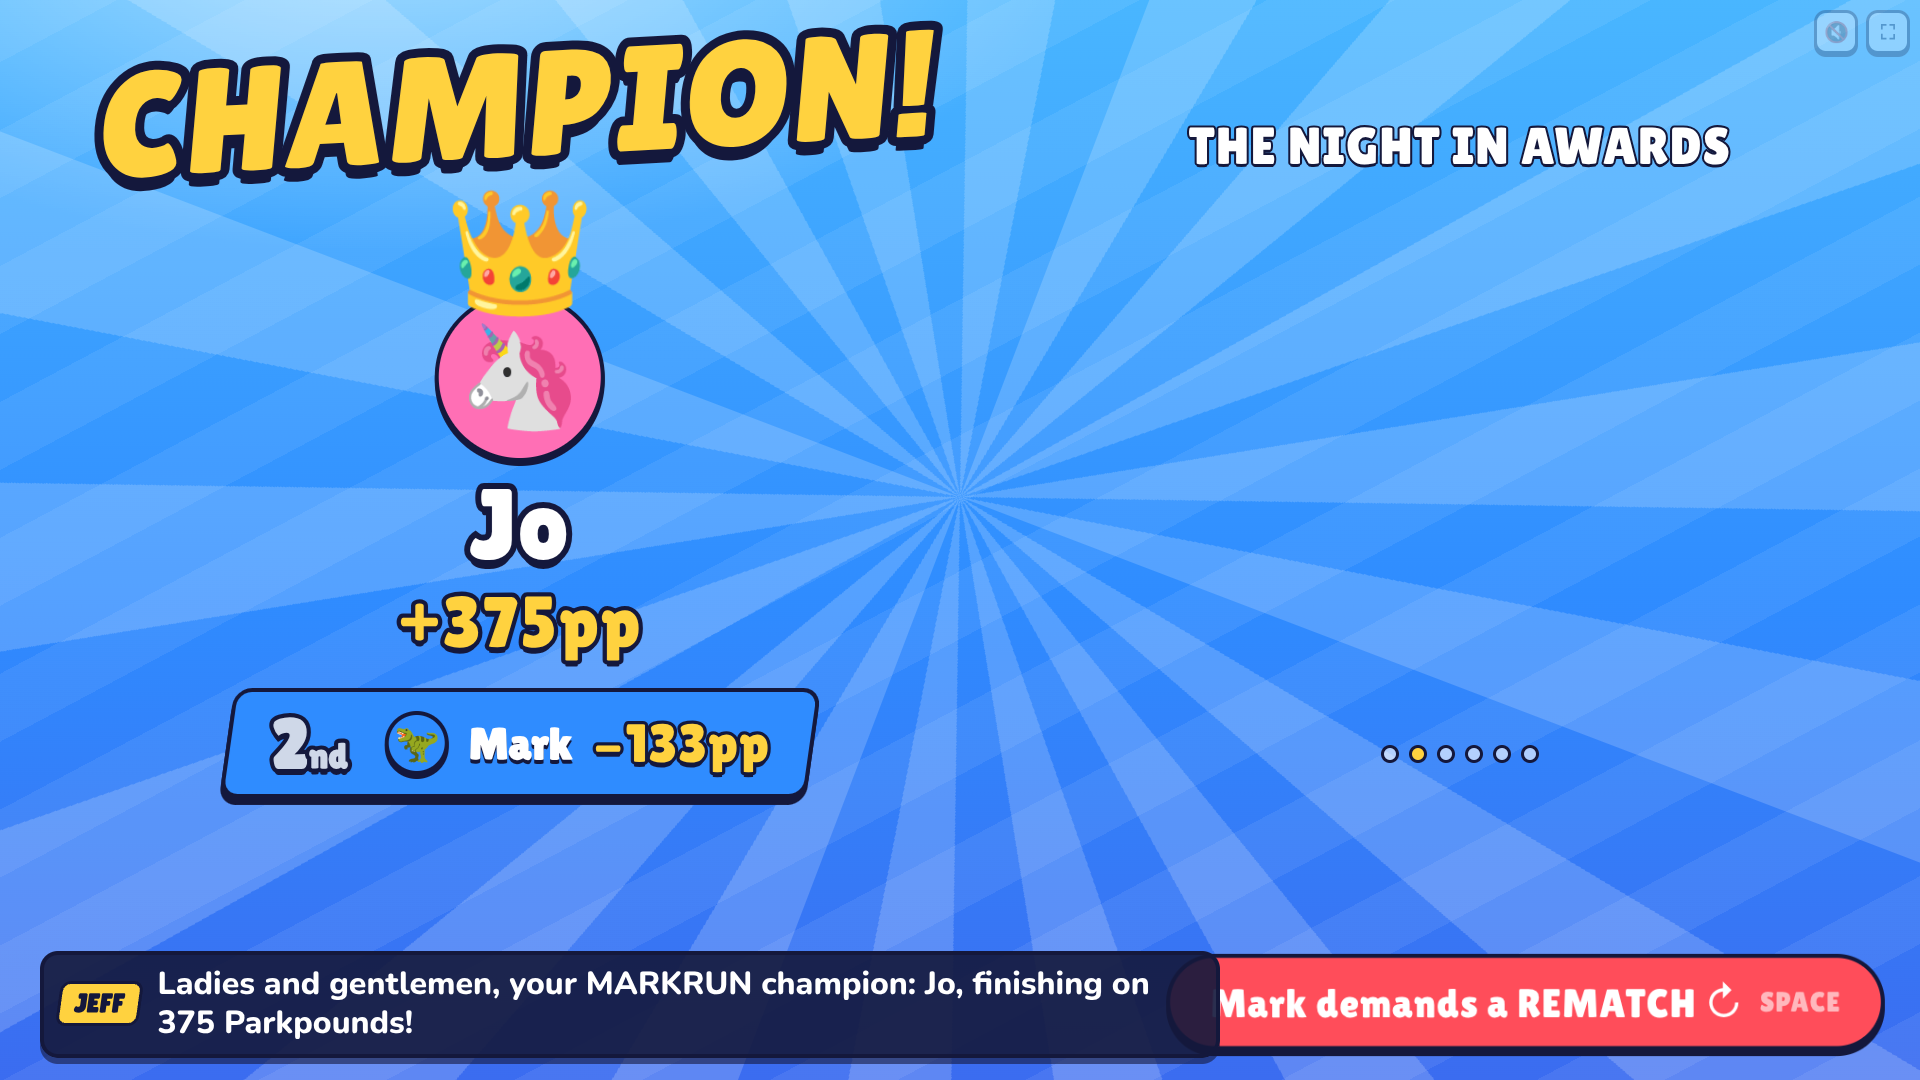 CHAMPION!
THE NIGHT IN AWARDS
Jo
+375pp
2nd Mark -133pp
JEFF
Ladies and gentlemen, your MARKRUN champion: Jo, finishing on
375 Parkpounds!
Mark demands a REMATCH SPACE